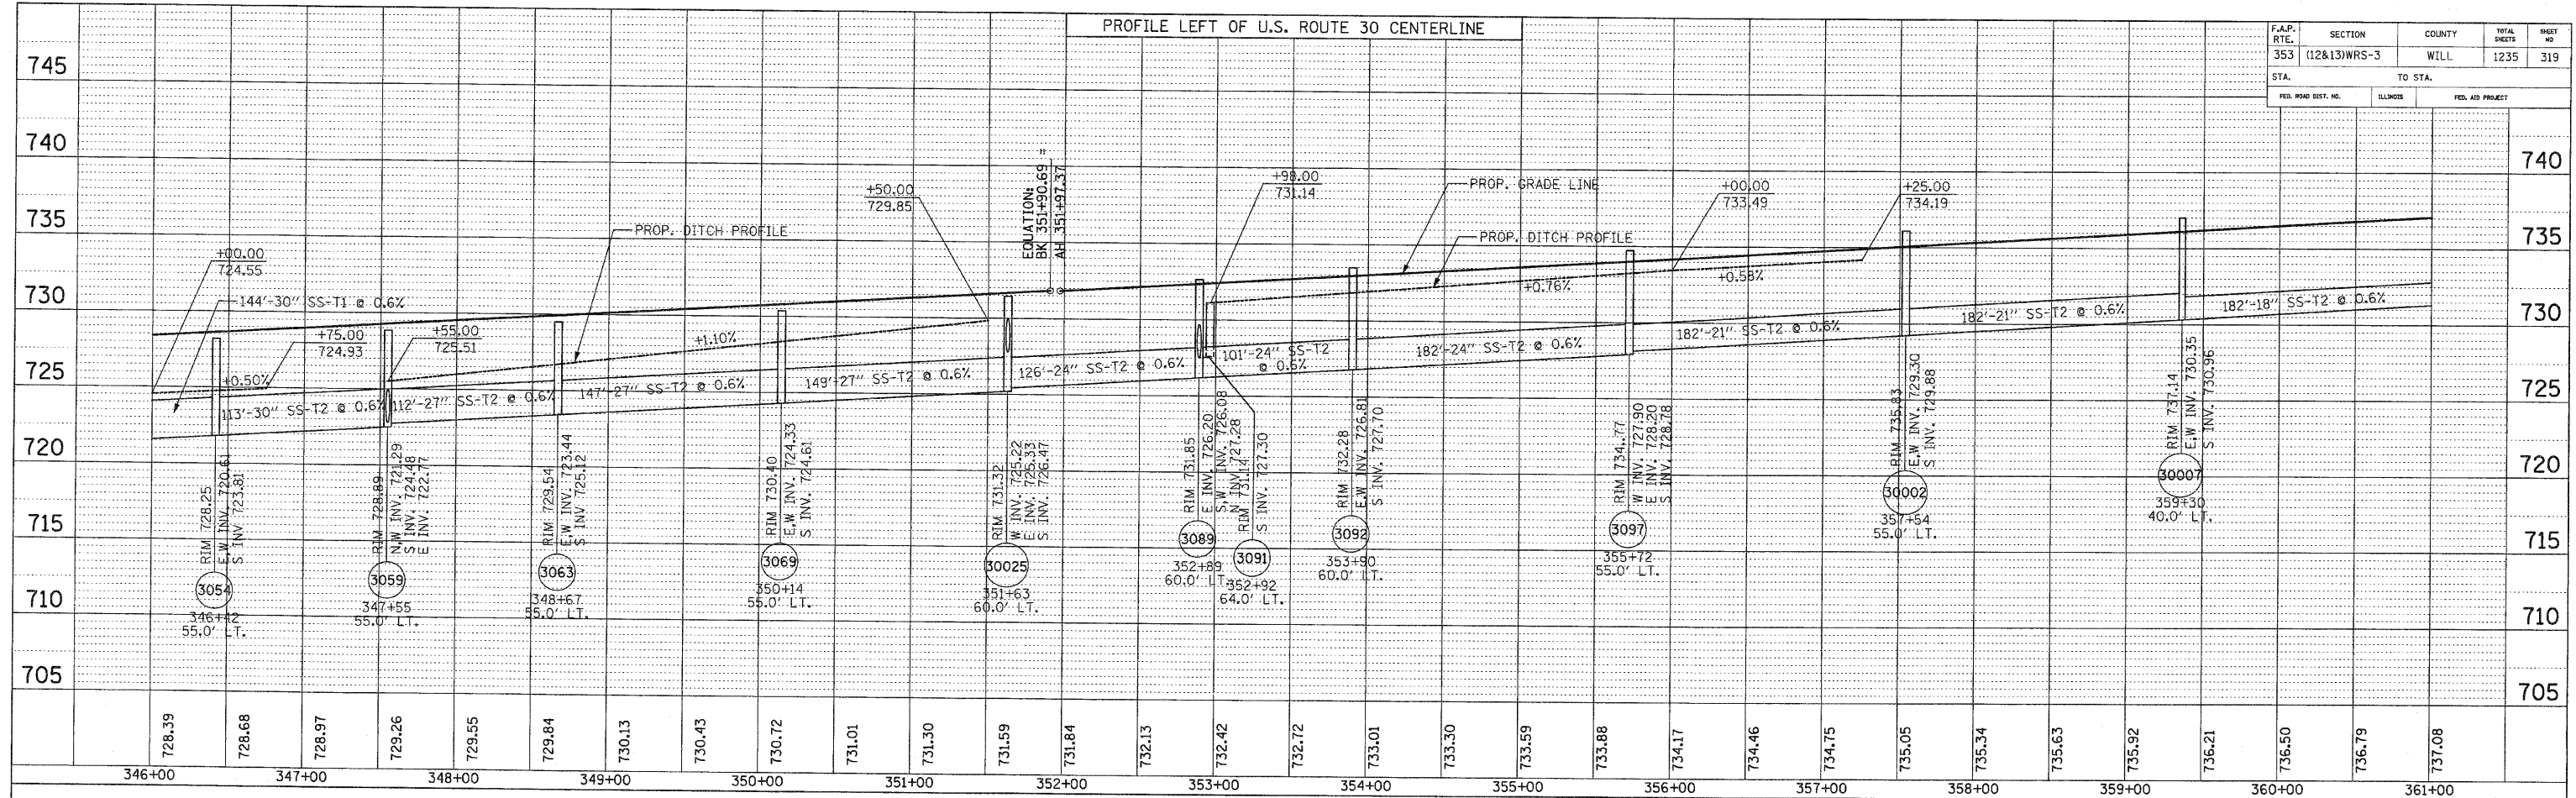 PROFILE LEFT OF U.S. ROUTE 30 CENTERLINE
F.A.P. RTE. SECTION COUNTY TOTAL SHEETS SHEET NO
353 (12&13)WRS-3 WILL 1235 319
STA. TO STA.
FED. ROAD DIST. NO. ILLINOIS FED. AID PROJECT
745
740
735
730
725
720
715
710
705
740
735
730
725
720
715
710
705
+00.00
724.55
144'-30" SS-T1 @ 0.6%
+75.00
724.93
+0.50%
+55.00
725.51
PROP. DITCH PROFILE
+1.10%
+50.00
729.85
EQUATION:
BK 351+90.69 =
AH 351+97.37
+98.00
731.14
PROP. GRADE LINE
PROP. DITCH PROFILE
+0.76%
+00.00
733.49
+0.58%
+25.00
734.19
113'-30" SS-T2 @ 0.6%
112'-27" SS-T2 @ 0.6%
147'-27" SS-T2 @ 0.6%
149'-27" SS-T2 @ 0.6%
126'-24" SS-T2 @ 0.6%
101'-24" SS-T2
@ 0.6%
182'-24" SS-T2 @ 0.6%
182'-21" SS-T2 @ 0.6%
182'-21" SS-T2 @ 0.6%
182'-18" SS-T2 @ 0.6%
RIM 728.25
E,W INV. 720.61
S INV. 723.81
3054
346+42
55.0' LT.
RIM 728.89
N,W INV. 721.29
S INV. 724.48
E INV. 722.77
3059
347+55
55.0' LT.
RIM 729.54
E,W INV. 723.44
S INV. 725.12
3063
348+67
55.0' LT.
RIM 730.40
E,W INV. 724.33
S INV. 724.61
3069
350+14
55.0' LT.
RIM 731.32
W INV. 725.22
E INV. 725.33
S INV. 726.47
30025
351+63
60.0' LT.
RIM 731.85
E INV. 726.20
S,W INV. 726.08
N INV. 727.28
3089
352+89
60.0' LT.
RIM 731.14
S INV. 727.30
3091
352+92
64.0' LT.
RIM 732.28
E,W INV. 726.81
S INV. 727.70
3092
353+90
60.0' LT.
RIM 734..77
W INV. 727.90
E INV. 728.20
S INV. 728.78
3097
355+72
55.0' LT.
RIM 735.83
E,W INV. 729.30
S INV. 729.88
30002
357+54
55.0' LT.
RIM 737.14
E,W INV. 730.35
S INV. 730.96
30007
359+30
40.0' LT.
728.39 728.68 728.97 729.26 729.55 729.84 730.13 730.43 730.72 731.01 731.30 731.59 731.84 732.13 732.42 732.72 733.01 733.30 733.59 733.88 734.17 734.46 734.75 735.05 735.34 735.63 735.92 736.21 736.50 736.79 737.08
346+00 347+00 348+00 349+00 350+00 351+00 352+00 353+00 354+00 355+00 356+00 357+00 358+00 359+00 360+00 361+00